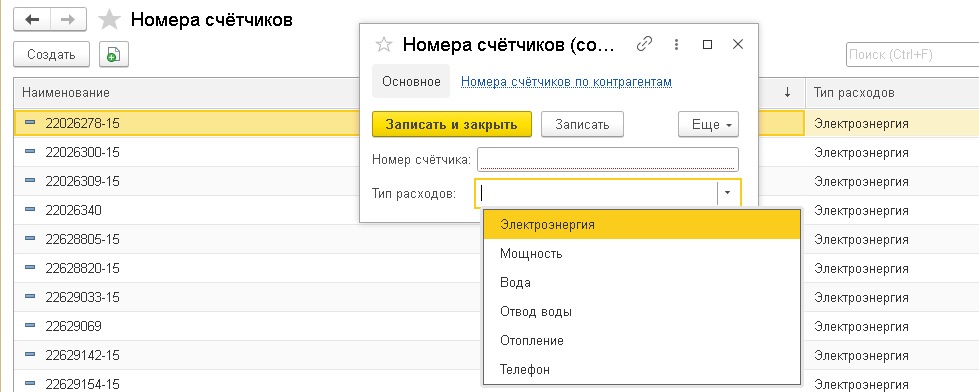 Номера счётчиков
Создать
Поиск (Ctrl+F)
Наименование
Тип расходов
22026278-15
Электроэнергия
22026300-15
Электроэнергия
22026309-15
Электроэнергия
22026340
Электроэнергия
22628805-15
Электроэнергия
22628820-15
Электроэнергия
22629033-15
Электроэнергия
22629069
Электроэнергия
22629142-15
Электроэнергия
22629154-15
Электроэнергия
Номера счётчиков (со...
Основное
Номера счётчиков по контрагентам
Записать и закрыть
Записать
Еще
Номер счётчика:
Тип расходов:
Электроэнергия
Мощность
Вода
Отвод воды
Отопление
Телефон